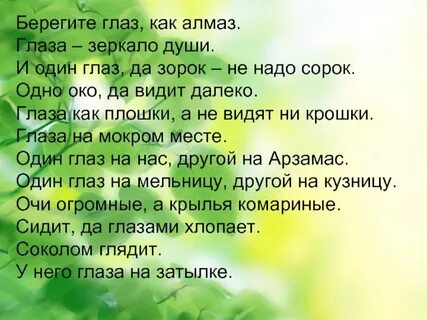 Берегите глаз, как алмаз.
Глаза – зеркало души.
И один глаз, да зорок – не надо сорок.
Одно око, да видит далеко.
Глаза как плошки, а не видят ни крошки.
Глаза на мокром месте.
Один глаз на нас, другой на Арзамас.
Один глаз на мельницу, другой на кузницу.
Очи огромные, а крылья комариные.
Сидит, да глазами хлопает.
Соколом глядит.
У него глаза на затылке.